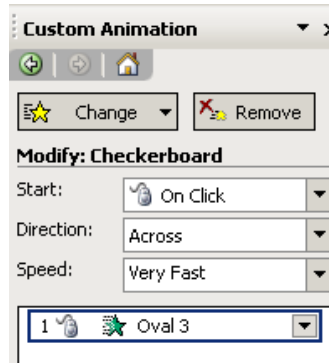 Custom Animation
Change Remove
Modify: Checkerboard
Start: On Click
Direction: Across
Speed: Very Fast
1 Oval 3